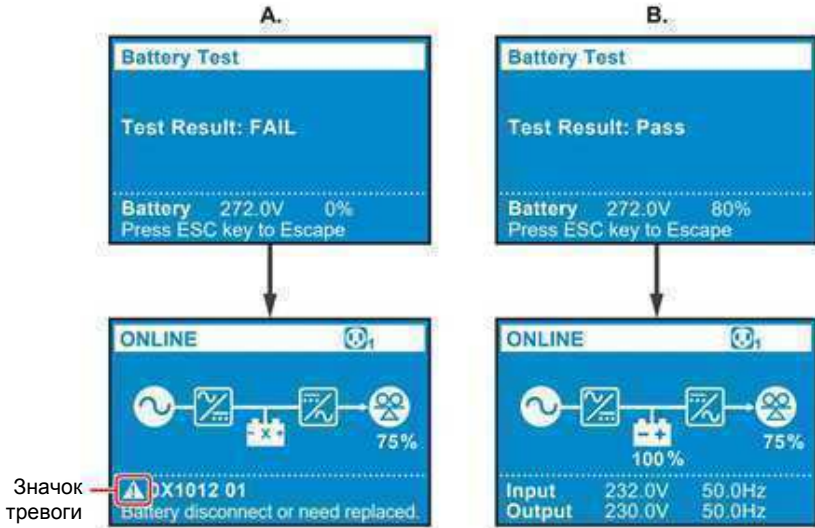 A.
Battery Test
Test Result: FAIL
Battery 272.0V 0%
Press ESC key to Escape
ONLINE
1
75%
0X1012 01
Battery disconnect or need replaced.
Значок
тревоги
B.
Battery Test
Test Result: Pass
Battery 272.0V 80%
Press ESC key to Escape
ONLINE
1
75%
100%
Input 232.0V 50.0Hz
Output 230.0V 50.0Hz